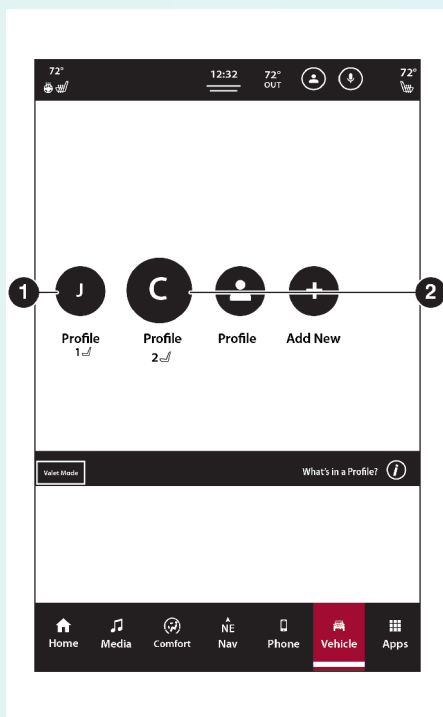 72° 12:32 72° OUT 72°
1 J C + 2
Profile Profile Profile Add New
1 2
Valet Mode What's in a Profile? i
NE
Home Media Comfort Nav Phone Vehicle Apps